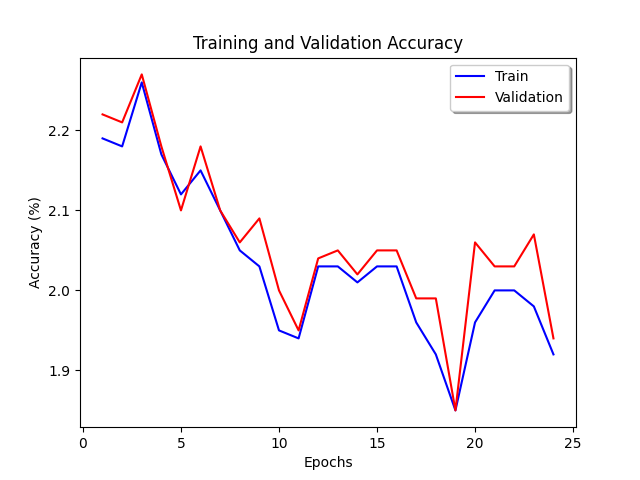 Training and Validation Accuracy
Train
Validation
Accuracy (%)
2.2
2.1
2.0
1.9
0 5 10 15 20 25
Epochs